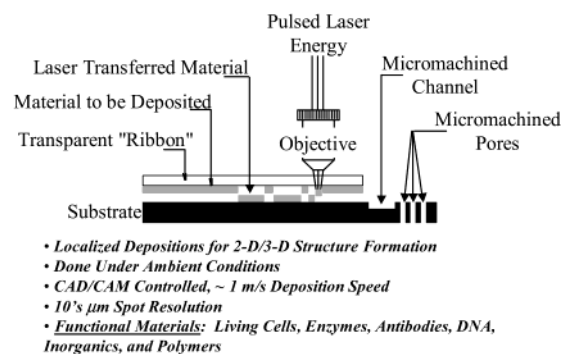 Pulsed Laser
Energy
Laser Transferred Material
Micromachined
Channel
Material to be Deposited
Micromachined
Pores
Transparent "Ribbon"
Objective
Substrate
• Localized Depositions for 2-D/3-D Structure Formation
• Done Under Ambient Conditions
• CAD/CAM Controlled, ~ 1 m/s Deposition Speed
• 10's μm Spot Resolution
• Functional Materials: Living Cells, Enzymes, Antibodies, DNA,
Inorganics, and Polymers